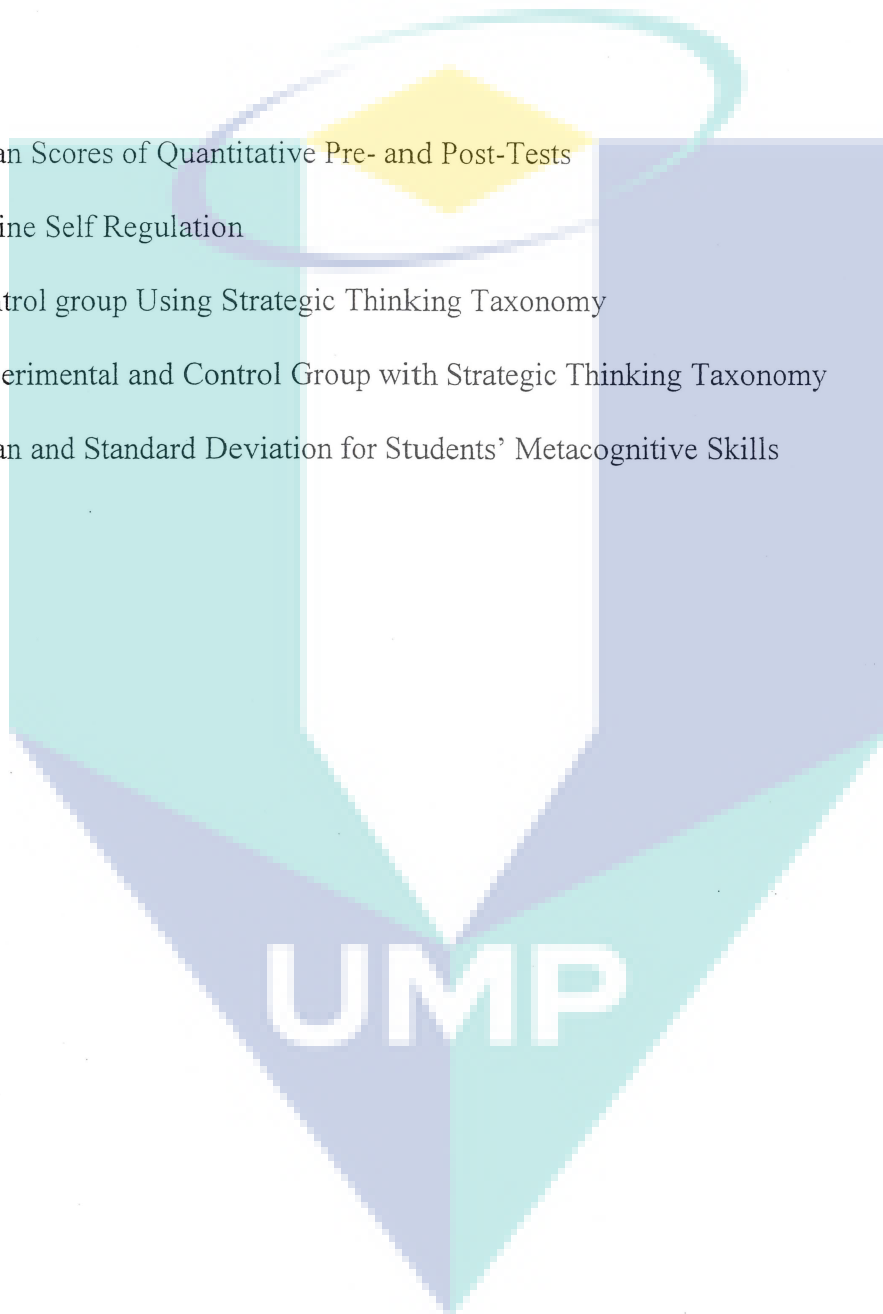 an Scores of Quantitative Pre- and Post-Tests
ine Self Regulation
trol group Using Strategic Thinking Taxonomy
erimental and Control Group with Strategic Thinking Taxonomy
an and Standard Deviation for Students' Metacognitive Skills
UMP